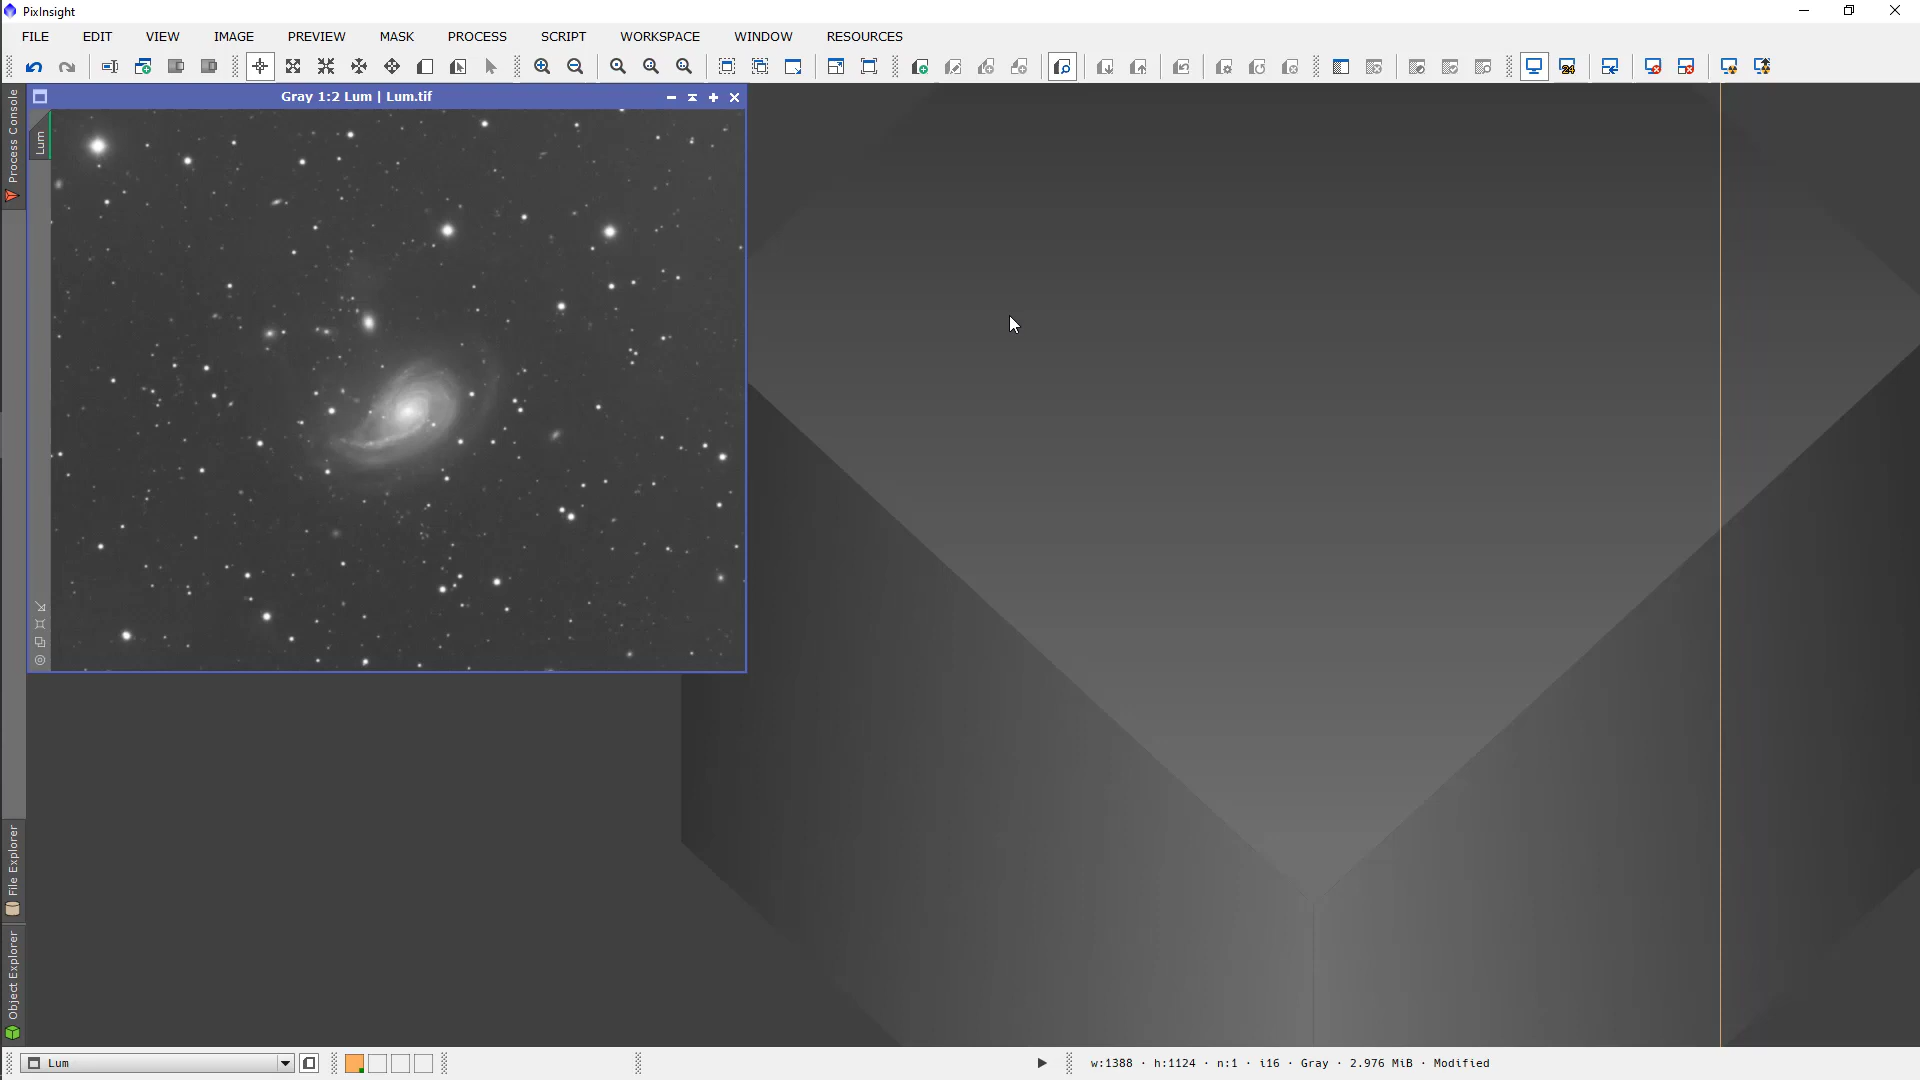 PixInsight
FILE EDIT VIEW IMAGE PREVIEW MASK PROCESS SCRIPT WORKSPACE WINDOW RESOURCES
24
Gray 1:2 Lum | Lum.tif
Lum
Process Console
File Explorer
Object Explorer
Lum
w:1388 · h:1124 · n:1 · i16 · Gray · 2.976 MiB · Modified